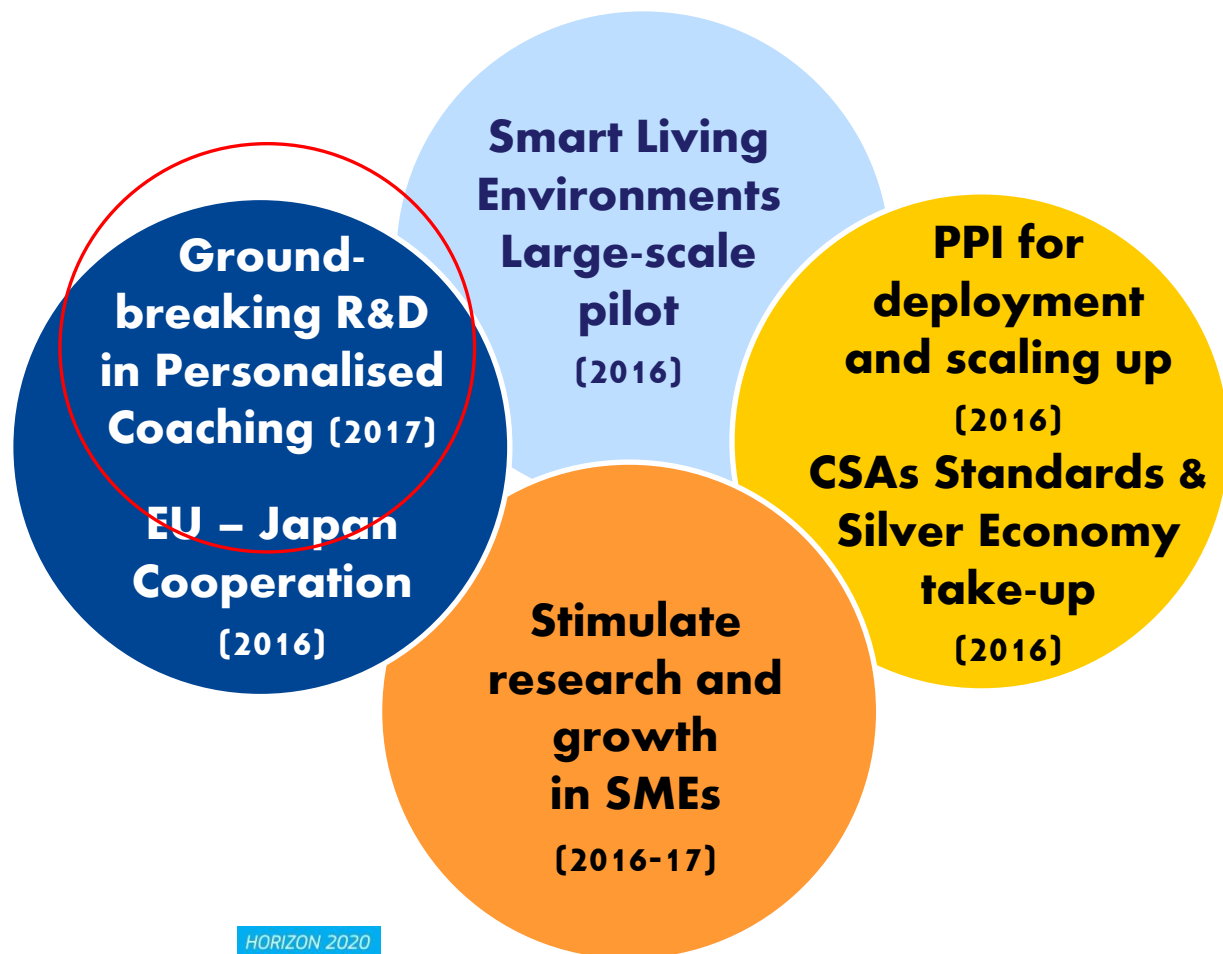 Smart Living
Environments
Large-scale
pilot
(2016)
Ground-
breaking R&D
in Personalised
Coaching (2017)
EU – Japan
Cooperation
(2016)
PPI for
deployment
and scaling up
(2016)
CSAs Standards &
Silver Economy
take-up
(2016)
Stimulate
research and
growth
in SMEs
(2016-17)
HORIZON 2020